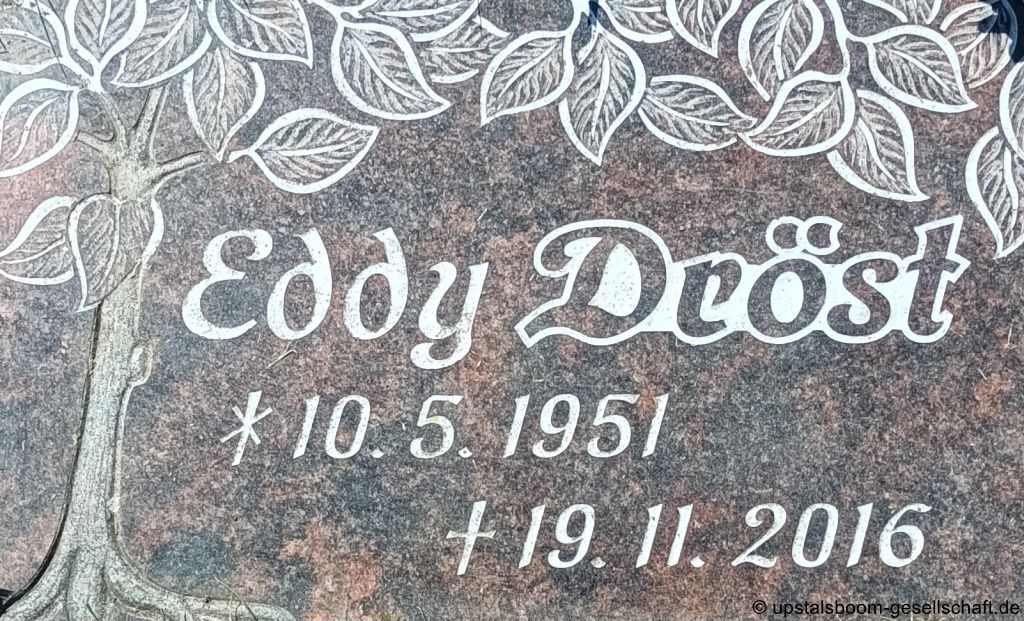 Eddy Dröst
* 10. 5. 1951
† 19. 11. 2016
© upstalsboom-gesellschaft.de